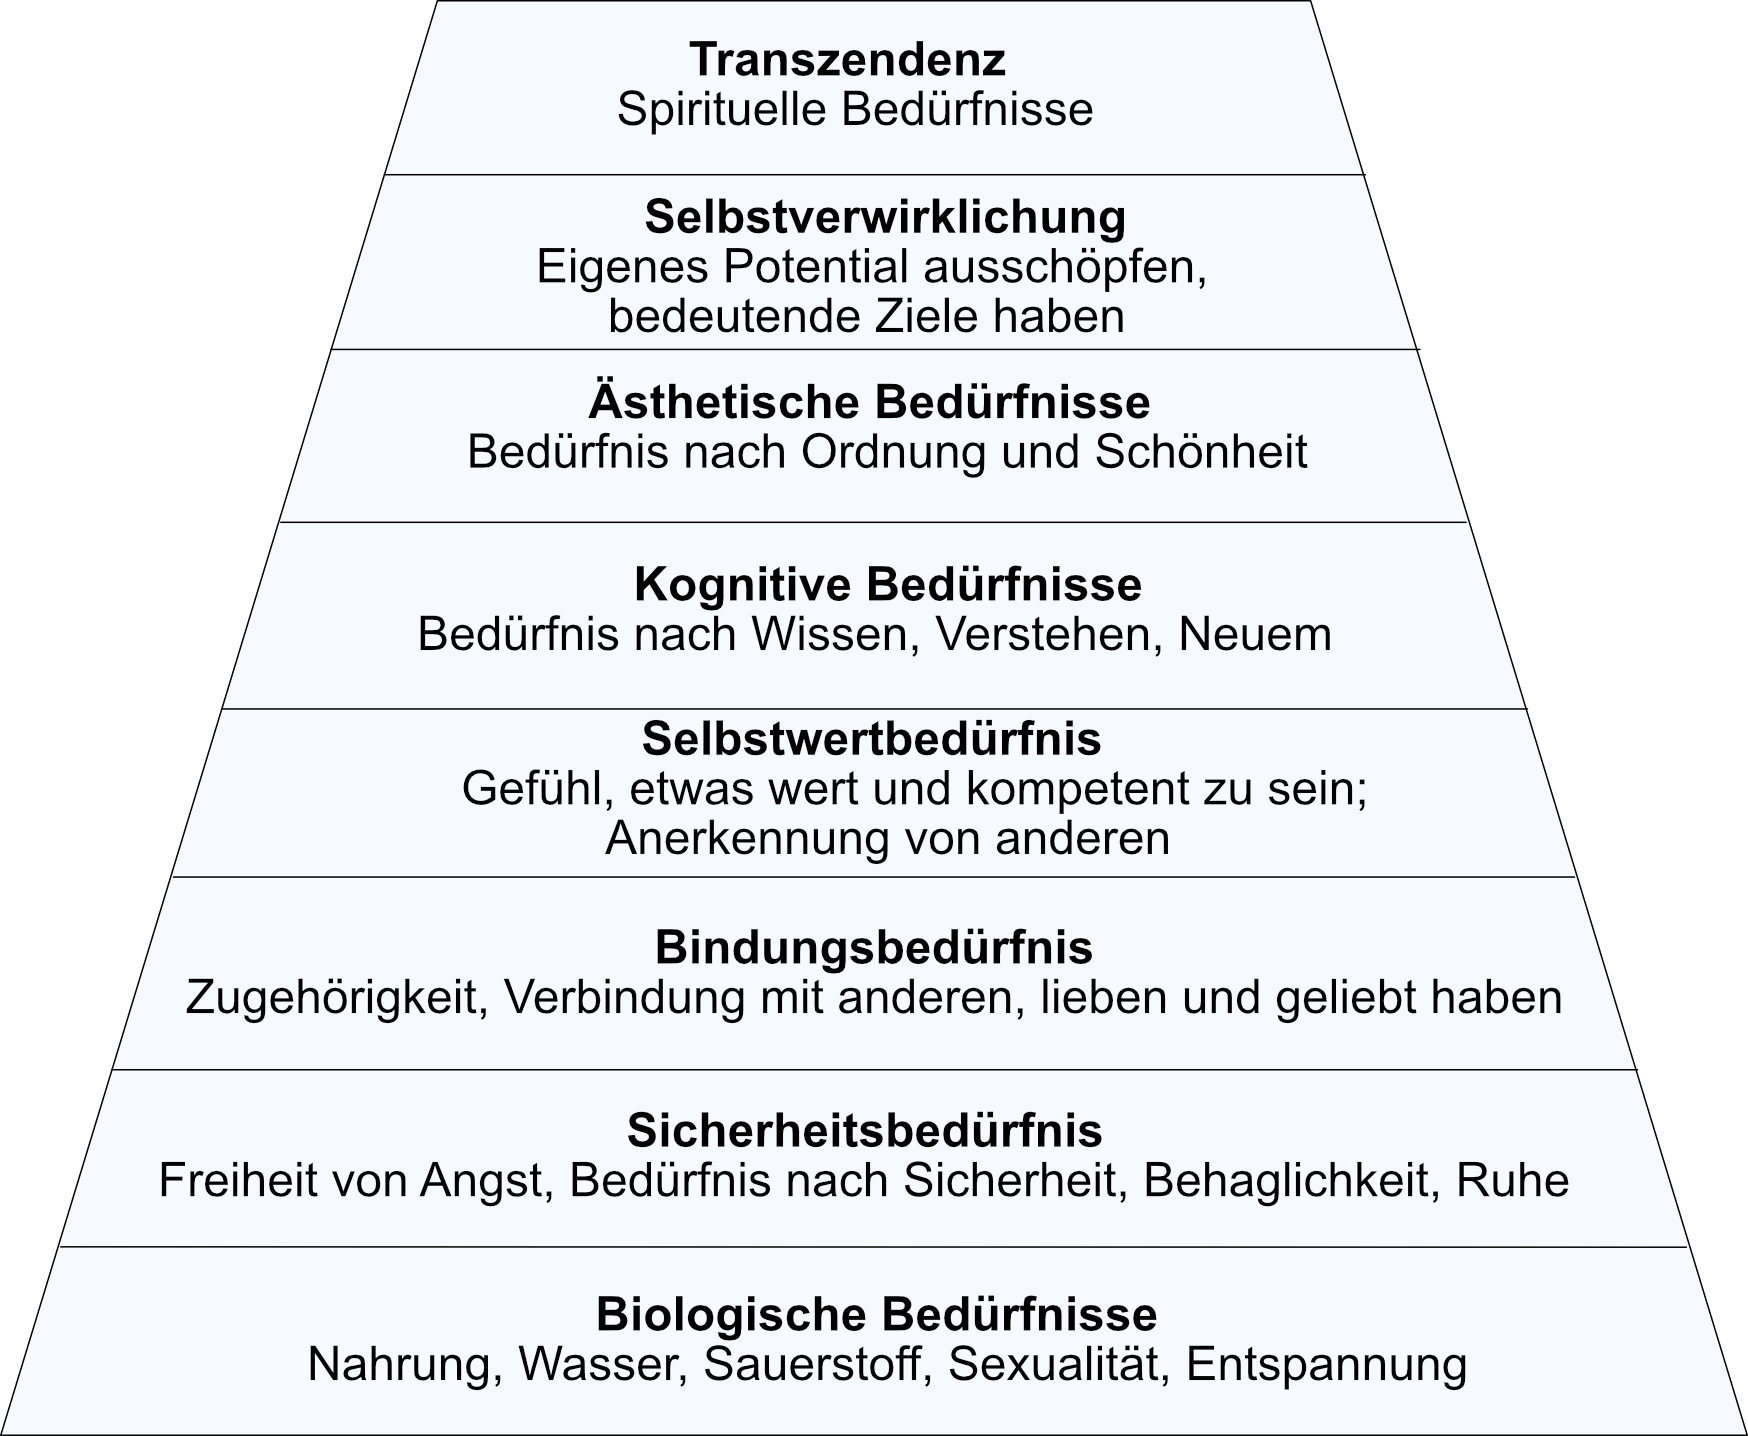 Transzendenz
Spirituelle Bedürfnisse
Selbstverwirklichung
Eigenes Potential ausschöpfen,
bedeutende Ziele haben
Ästhetische Bedürfnisse
Bedürfnis nach Ordnung und Schönheit
Kognitive Bedürfnisse
Bedürfnis nach Wissen, Verstehen, Neuem
Selbstwertbedürfnis
Gefühl, etwas wert und kompetent zu sein;
Anerkennung von anderen
Bindungsbedürfnis
Zugehörigkeit, Verbindung mit anderen, lieben und geliebt haben
Sicherheitsbedürfnis
Freiheit von Angst, Bedürfnis nach Sicherheit, Behaglichkeit, Ruhe
Biologische Bedürfnisse
Nahrung, Wasser, Sauerstoff, Sexualität, Entspannung